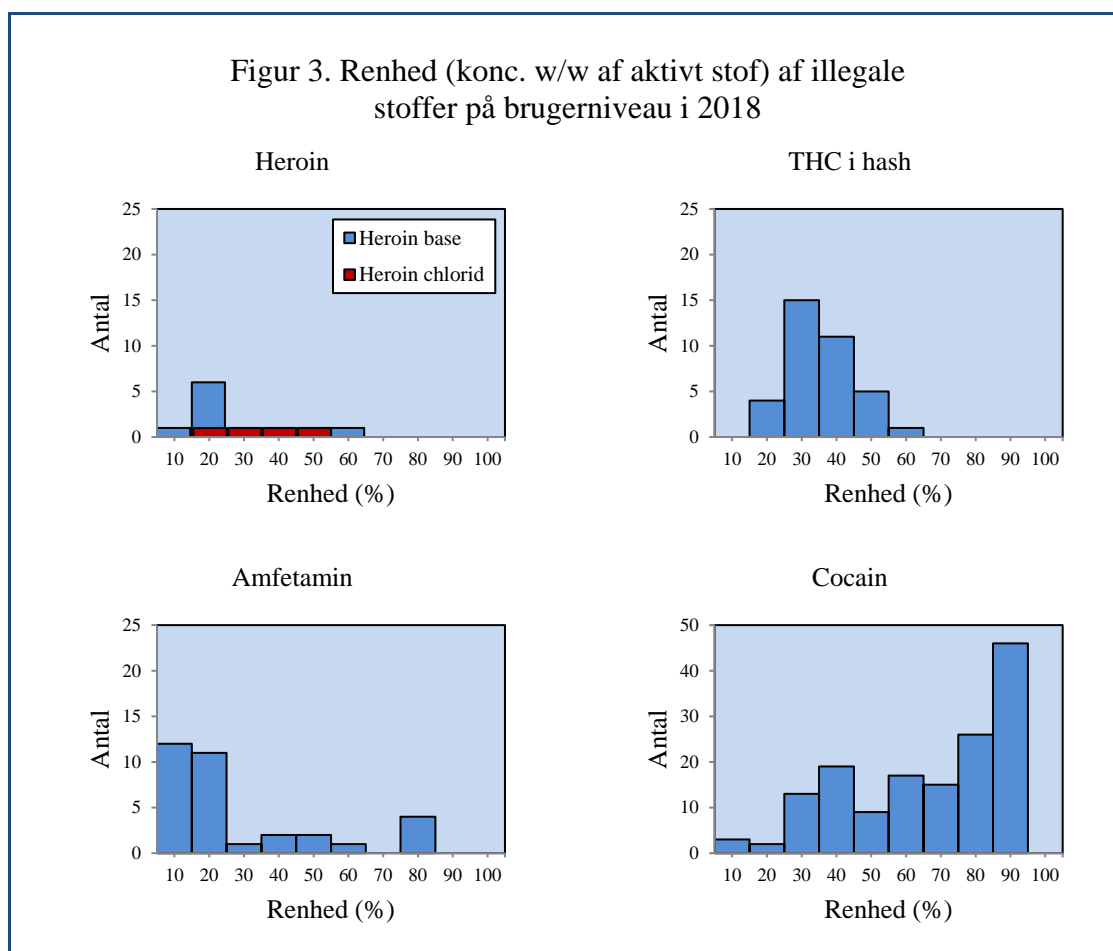 Figur 3. Renhed (konc. w/w af aktivt stof) af illegale
stoffer på brugerniveau i 2018
Heroin
25
20
15
10
5
0
Antal
Heroin base
Heroin chlorid
10 20 30 40 50 60 70 80 90 100
Renhed (%)
THC i hash
25
20
15
10
5
0
Antal
10 20 30 40 50 60 70 80 90 100
Renhed (%)
Amfetamin
25
20
15
10
5
0
Antal
10 20 30 40 50 60 70 80 90 100
Renhed (%)
Cocain
50
40
30
20
10
0
Antal
10 20 30 40 50 60 70 80 90 100
Renhed (%)